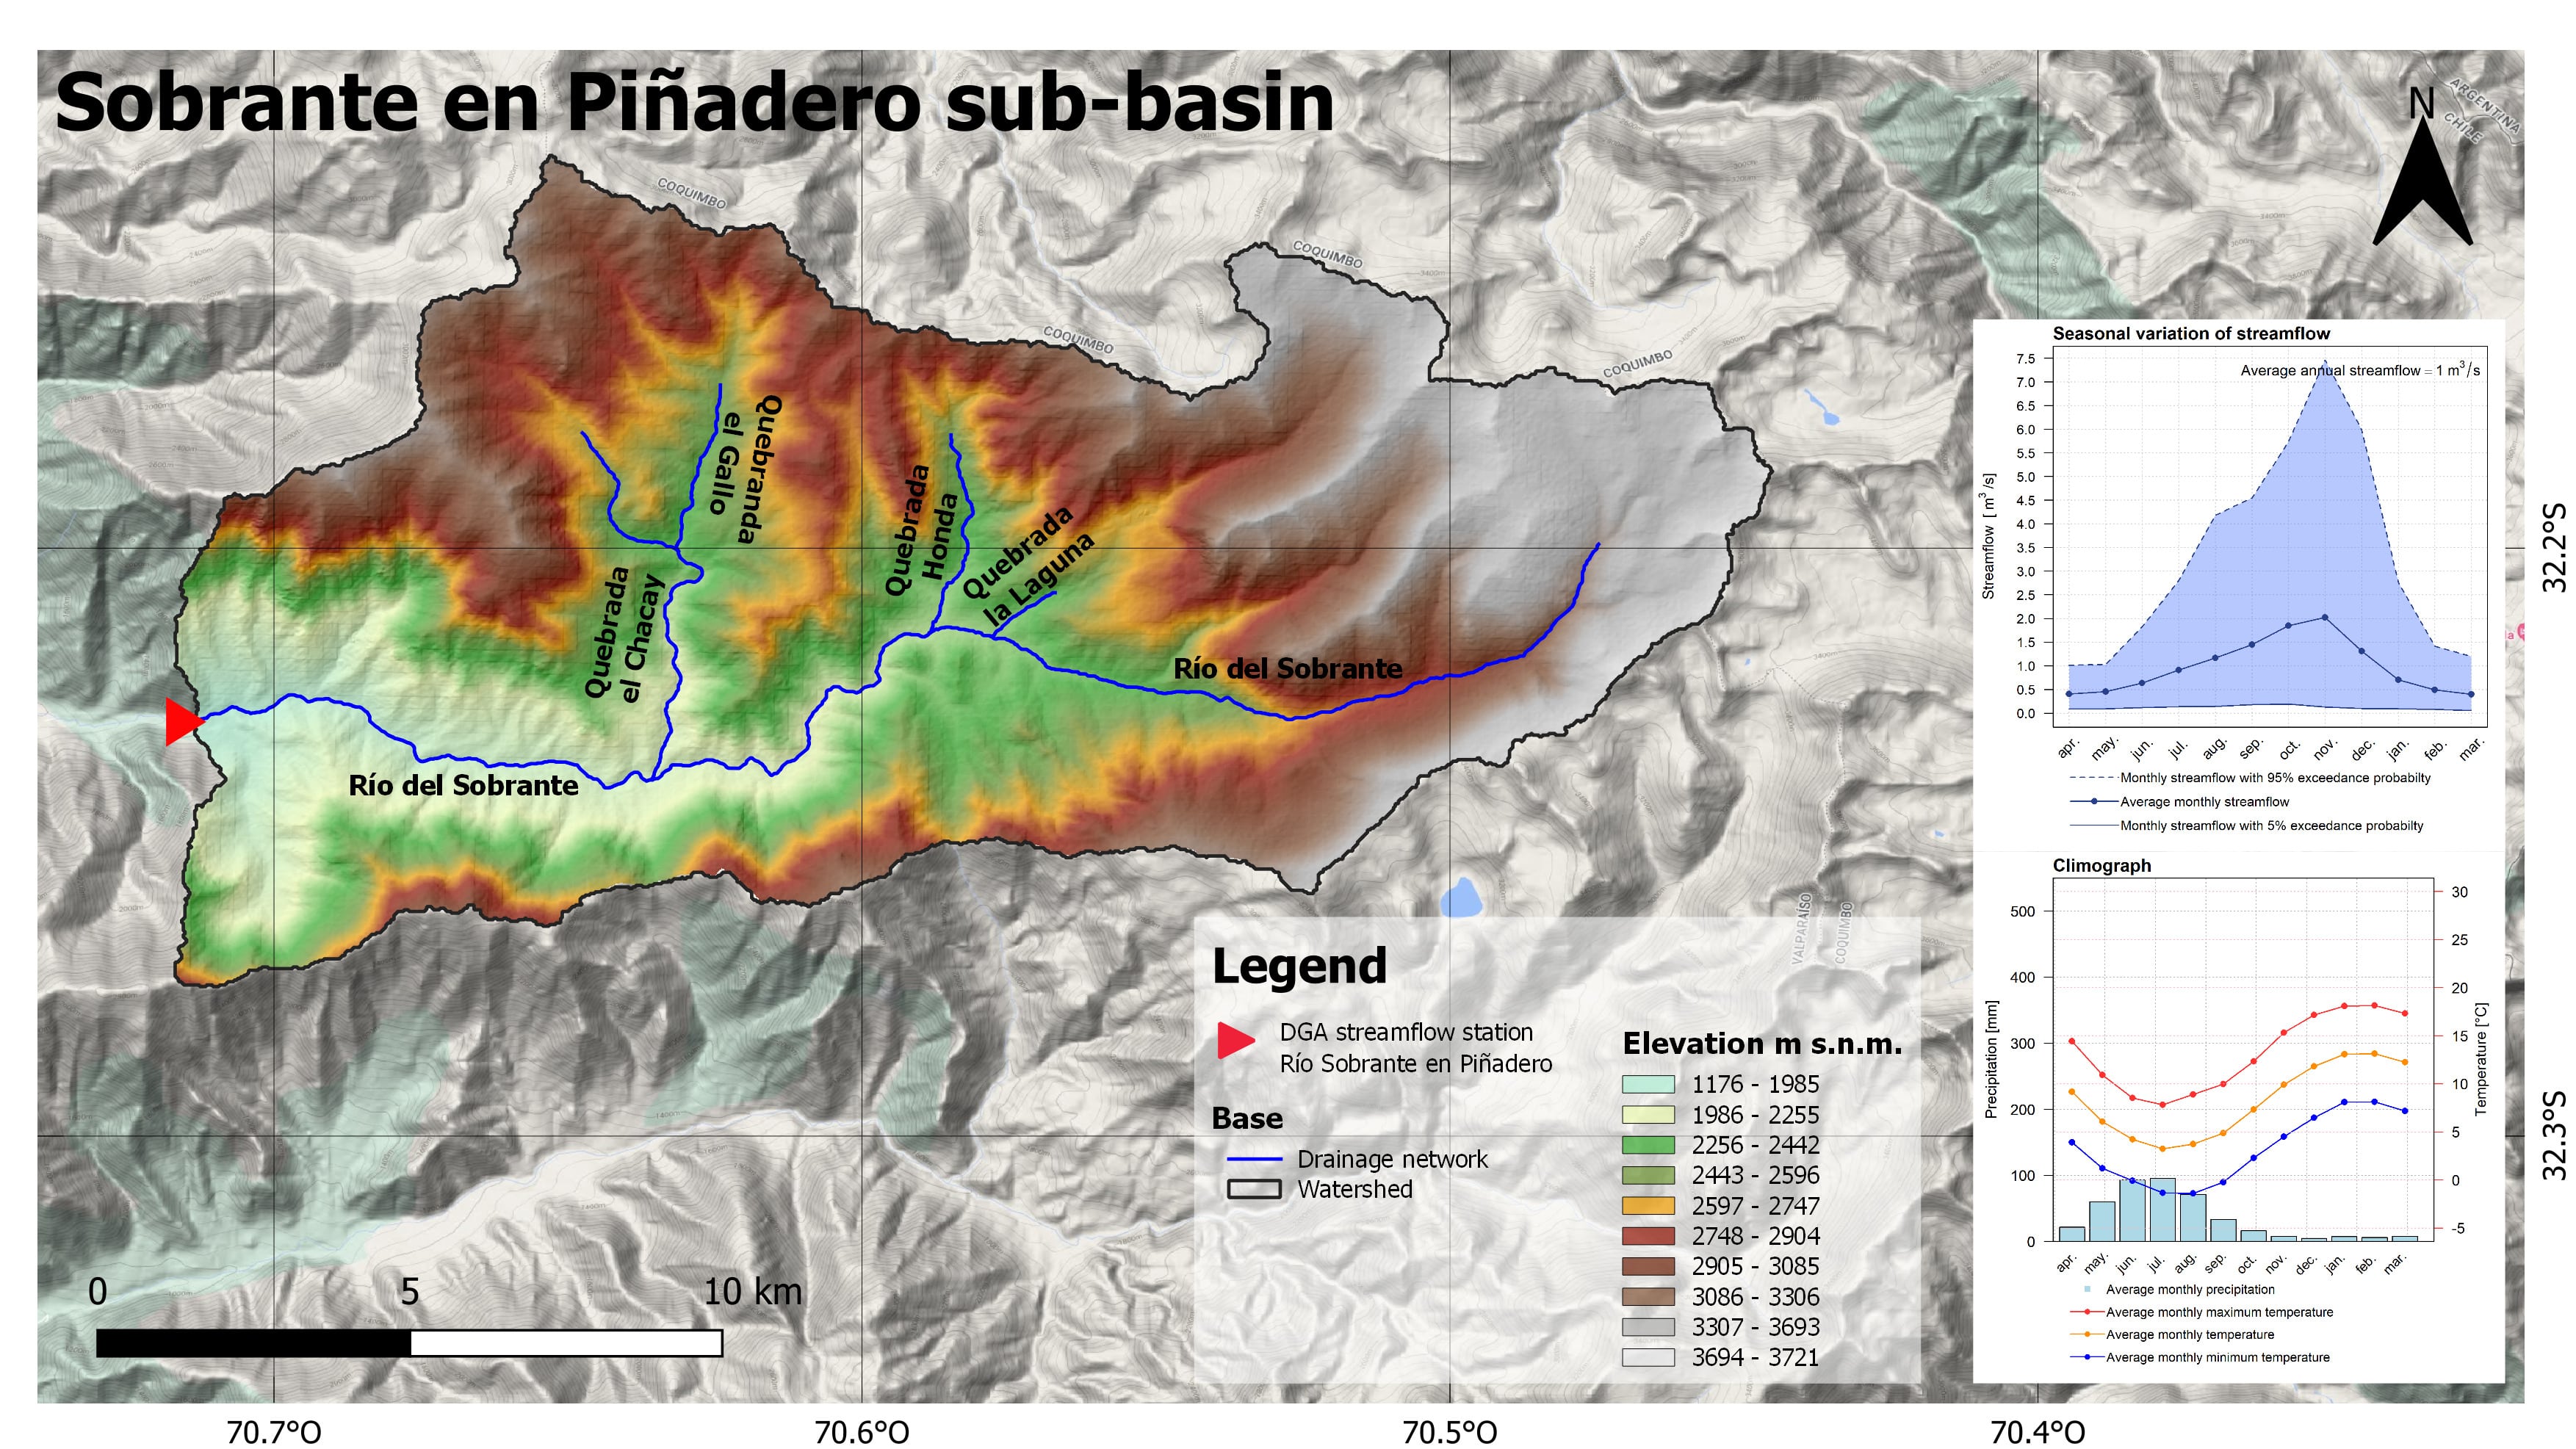 Sobrante en Piñadero sub-basin
N
ARGENTINA
CHILE
COQUIMBO
COQUIMBO
COQUIMBO
COQUIMBO
Quebranda
el Gallo
Quebrada
Honda
Quebrada
la Laguna
Quebrada
el Chacay
Río del Sobrante
Río del Sobrante
VALPARAÍSO
COQUIMBO
Seasonal variation of streamflow
Average annual streamflow = 1 m³/s
Streamflow [ m³/s]
7.5
7.0
6.5
6.0
5.5
5.0
4.5
4.0
3.5
3.0
2.5
2.0
1.5
1.0
0.5
0.0
apr. may. jun. jul. aug. sep. oct. nov. dec. jan. feb. mar.
Monthly streamflow with 95% exceedance probabilty
Average monthly streamflow
Monthly streamflow with 5% exceedance probabilty
Climograph
Precipitation [mm]
500
400
300
200
100
0
Temperature [°C]
30
25
20
15
10
5
0
-5
apr. may. jun. jul. aug. sep. oct. nov. dec. jan. feb. mar.
Average monthly precipitation
Average monthly maximum temperature
Average monthly temperature
Average monthly minimum temperature
Legend
DGA streamflow station
Río Sobrante en Piñadero
Base
Drainage network
Watershed
Elevation m s.n.m.
1176 - 1985
1986 - 2255
2256 - 2442
2443 - 2596
2597 - 2747
2748 - 2904
2905 - 3085
3086 - 3306
3307 - 3693
3694 - 3721
0 5 10 km
32.2°S
32.3°S
70.7°O 70.6°O 70.5°O 70.4°O